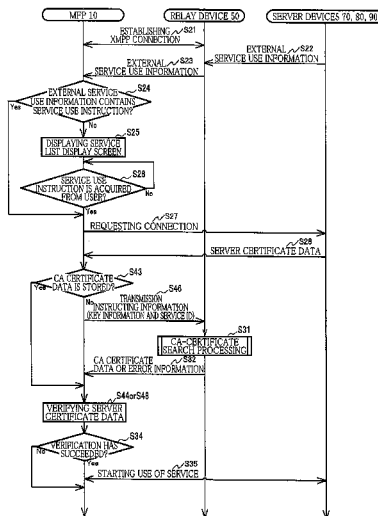 MFP 10
RELAY DEVICE 50
SERVER DEVICES 70, 80, 90
ESTABLISHING
S21
XMPP CONNECTION
EXTERNAL
S22
SERVICE USE INFORMATION
EXTERNAL
S23
SERVICE USE INFORMATION
S24
EXTERNAL SERVICE
USE INFORMATION CONTAINS
SERVICE USE INSTRUCTION?
Yes
No
S25
DISPLAYING SERVICE
LIST DISPLAY SCREEN
S26
SERVICE USE
INSTRUCTION IS ACQUIRED
FROM USER?
No
Yes
S27
REQUESTING CONNECTION
S28
SERVER CERTIFICATE DATA
S43
CA CERTIFICATE
DATA IS STORED?
Yes
No
S46
TRANSMISSION
INSTRUCTING INFORMATION
(KEY INFORMATION AND SERVICE ID)
S31
CA-CERTIFICATE
SEARCH PROCESSING
CA CERTIFICATE
S32
DATA OR ERROR INFORMATION
S44orS48
VERIFYING SERVER
CERTIFICATE DATA
S34
VERIFICATION HAS
SUCCEEDED?
No
Yes
S35
STARTING USE OF SERVICE